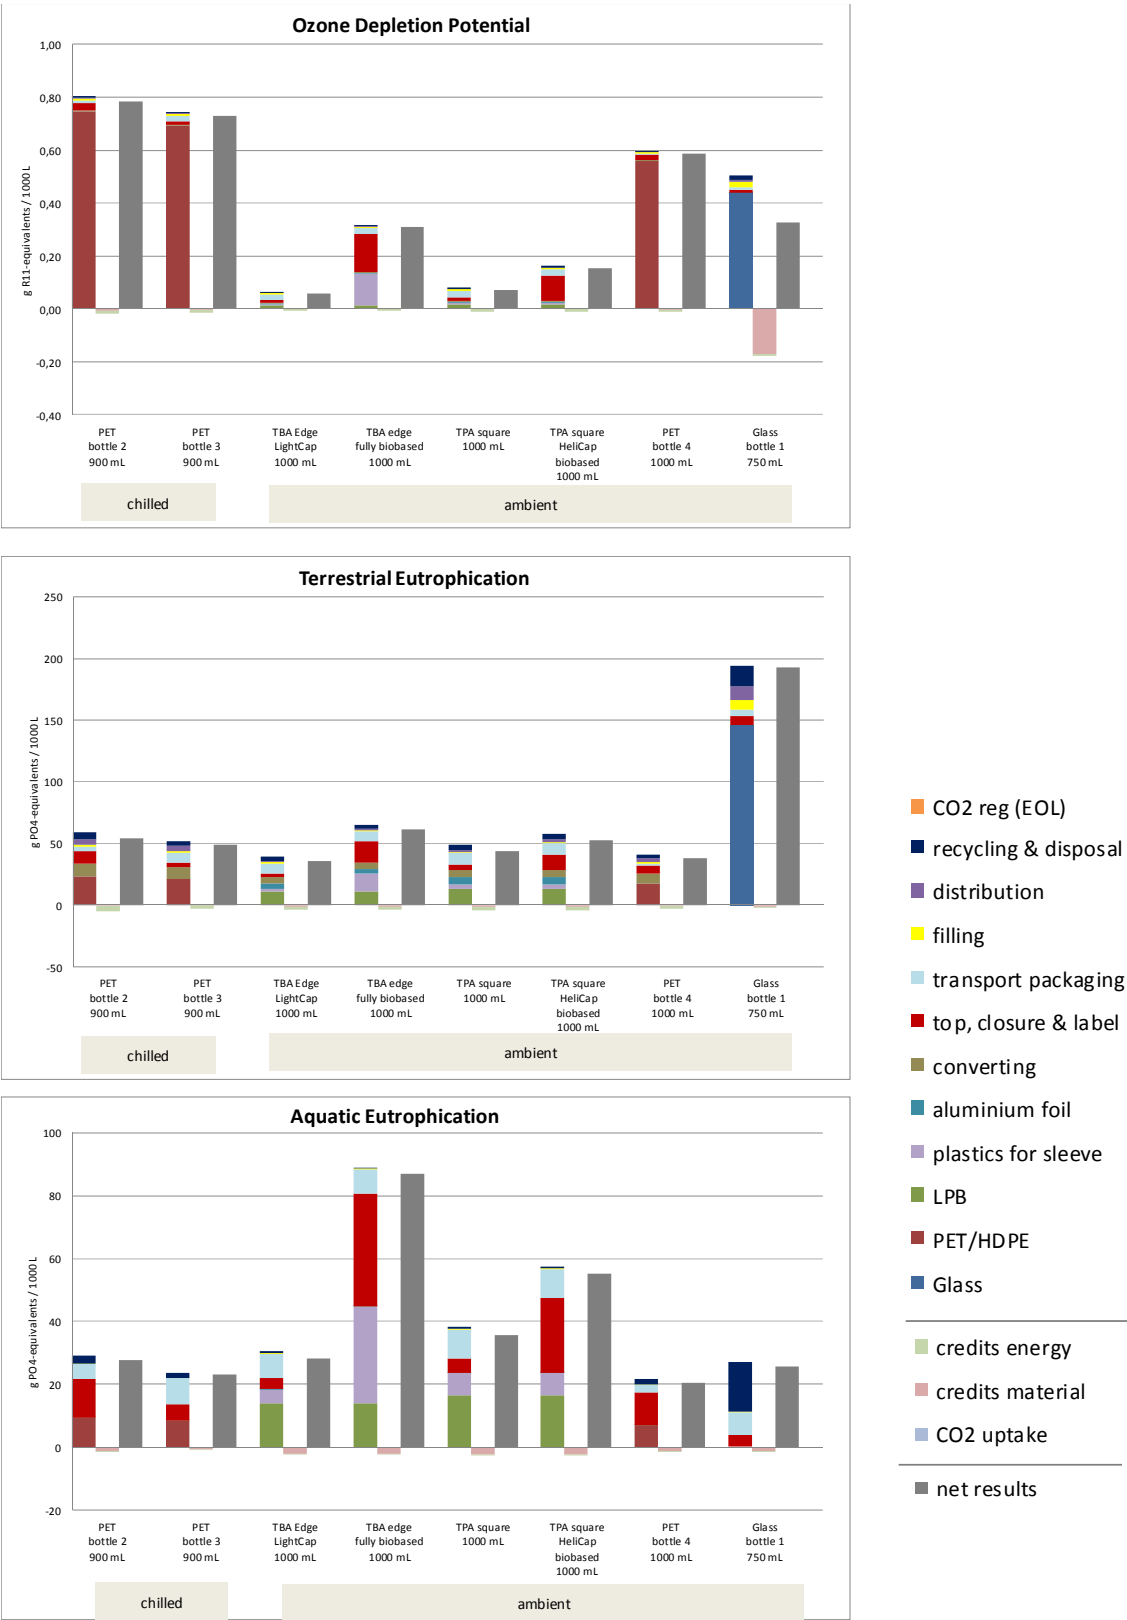 Ozone Depletion Potential
g R11-equivalents / 1000 L
1,00
0,80
0,60
0,40
0,20
0,00
-0,20
-0,40
PET
bottle 2
900 mL
PET
bottle 3
900 mL
TBA Edge
LightCap
1000 mL
TBA edge
fully biobased
1000 mL
TPA square
1000 mL
TPA square
HeliCap
biobased
1000 mL
PET
bottle 4
1000 mL
Glass
bottle 1
750 mL
chilled
ambient
Terrestrial Eutrophication
g PO4-equivalents / 1000 L
250
200
150
100
50
0
-50
PET
bottle 2
900 mL
PET
bottle 3
900 mL
TBA Edge
LightCap
1000 mL
TBA edge
fully biobased
1000 mL
TPA square
1000 mL
TPA square
HeliCap
biobased
1000 mL
PET
bottle 4
1000 mL
Glass
bottle 1
750 mL
chilled
ambient
Aquatic Eutrophication
g PO4-equivalents / 1000 L
100
80
60
40
20
0
-20
PET
bottle 2
900 mL
PET
bottle 3
900 mL
TBA Edge
LightCap
1000 mL
TBA edge
fully biobased
1000 mL
TPA square
1000 mL
TPA square
HeliCap
biobased
1000 mL
PET
bottle 4
1000 mL
Glass
bottle 1
750 mL
chilled
ambient
CO2 reg (EOL)
recycling & disposal
distribution
filling
transport packaging
top, closure & label
converting
aluminium foil
plastics for sleeve
LPB
PET/HDPE
Glass
credits energy
credits material
CO2 uptake
net results